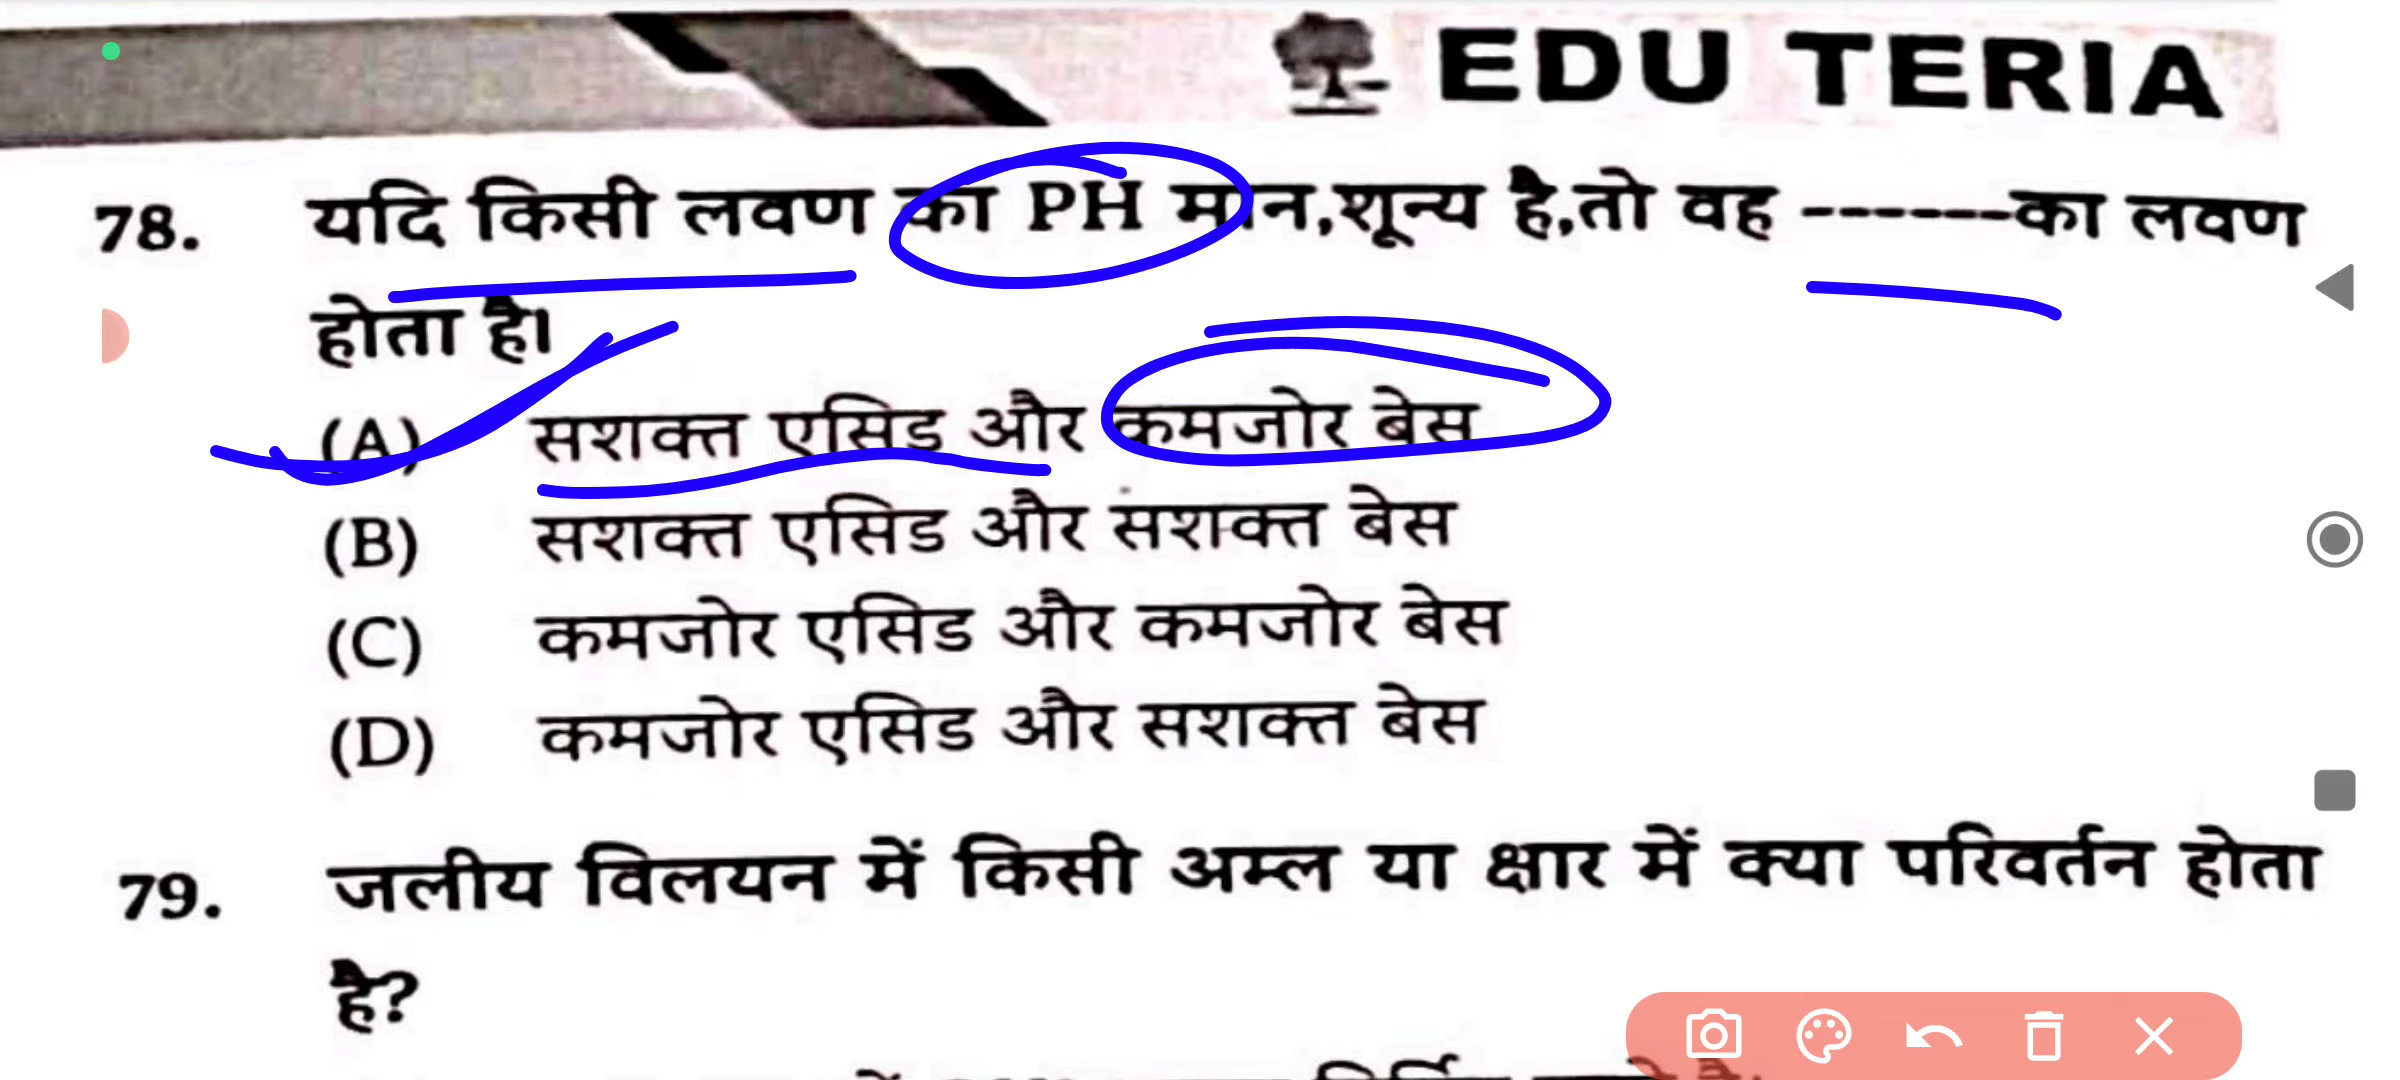 EDU TERIA
78. यदि किसी लवण का PH मान,शून्य है,तो वह -------का लवण
होता है।
(A) सशक्त एसिड और कमजोर बेस
(B) सशक्त एसिड और सशक्त बेस
(C) कमजोर एसिड और कमजोर बेस
(D) कमजोर एसिड और सशक्त बेस
79. जलीय विलयन में किसी अम्ल या क्षार में क्या परिवर्तन होता
है?